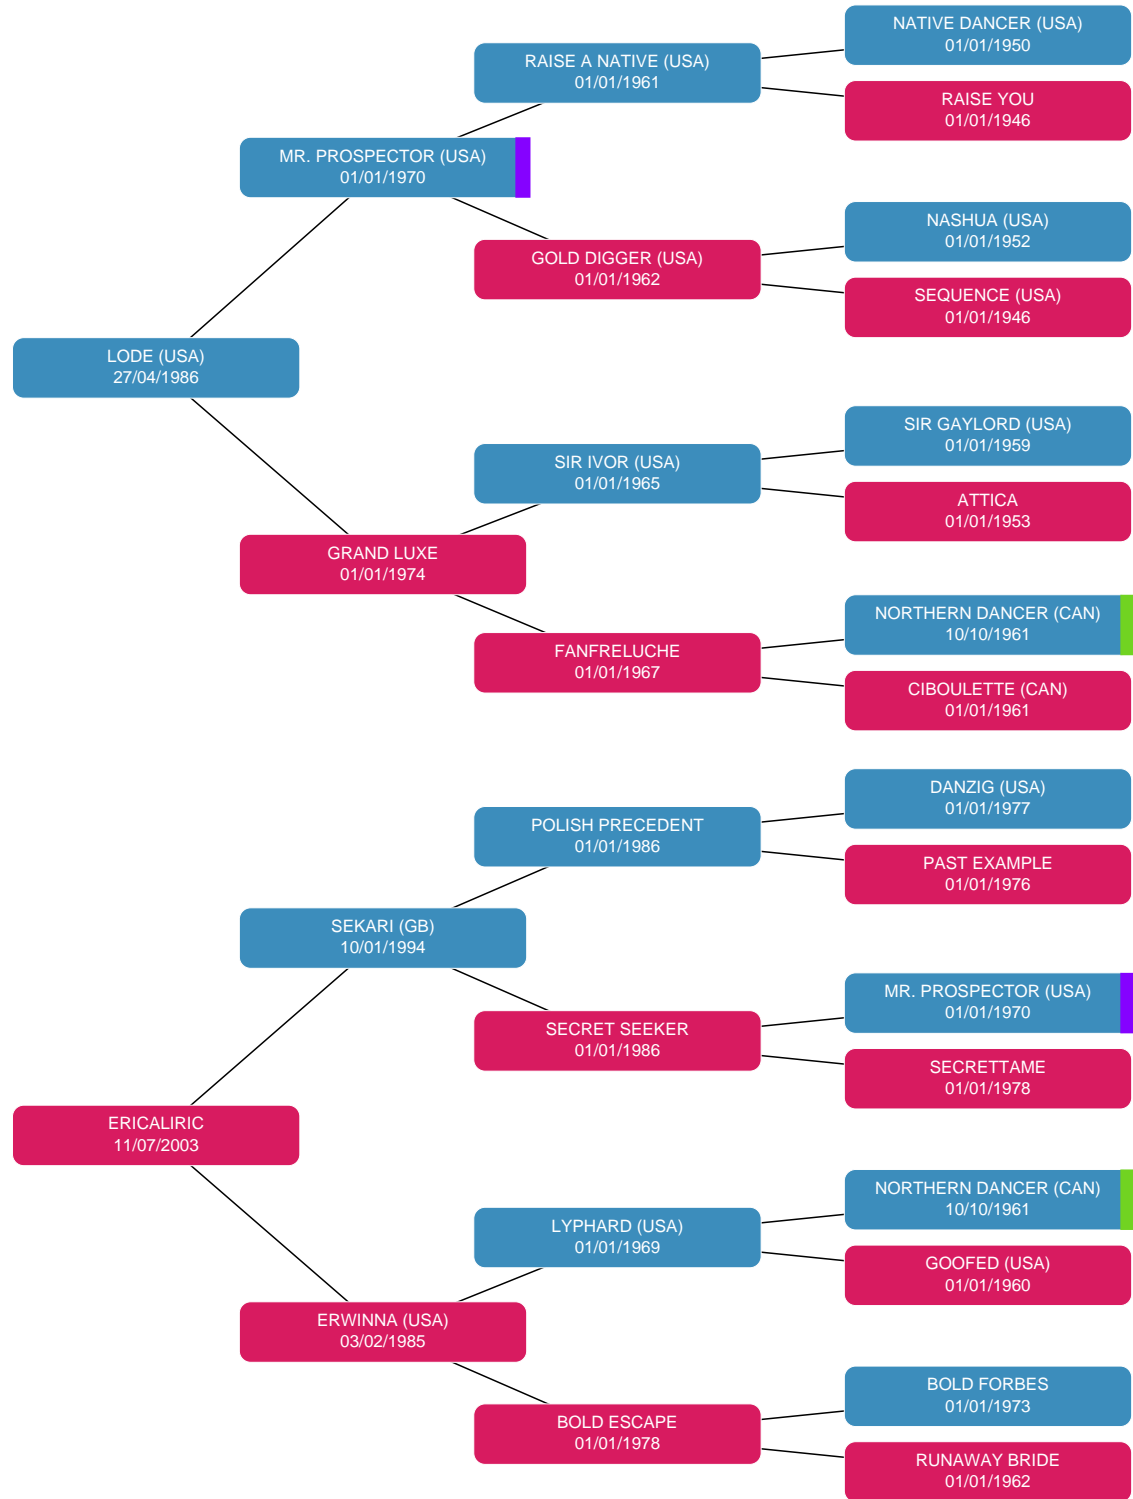 NATIVE DANCER (USA)
01/01/1950
RAISE A NATIVE (USA)
01/01/1961
RAISE YOU
01/01/1946
MR. PROSPECTOR (USA)
01/01/1970
NASHUA (USA)
01/01/1952
GOLD DIGGER (USA)
01/01/1962
SEQUENCE (USA)
01/01/1946
LODE (USA)
27/04/1986
SIR GAYLORD (USA)
01/01/1959
SIR IVOR (USA)
01/01/1965
ATTICA
01/01/1953
GRAND LUXE
01/01/1974
NORTHERN DANCER (CAN)
10/10/1961
FANFRELUCHE
01/01/1967
CIBOULETTE (CAN)
01/01/1961
DANZIG (USA)
01/01/1977
POLISH PRECEDENT
01/01/1986
PAST EXAMPLE
01/01/1976
SEKARI (GB)
10/01/1994
MR. PROSPECTOR (USA)
01/01/1970
SECRET SEEKER
01/01/1986
SECRETTAME
01/01/1978
ERICALIRIC
11/07/2003
NORTHERN DANCER (CAN)
10/10/1961
LYPHARD (USA)
01/01/1969
GOOFED (USA)
01/01/1960
ERWINNA (USA)
03/02/1985
BOLD FORBES
01/01/1973
BOLD ESCAPE
01/01/1978
RUNAWAY BRIDE
01/01/1962